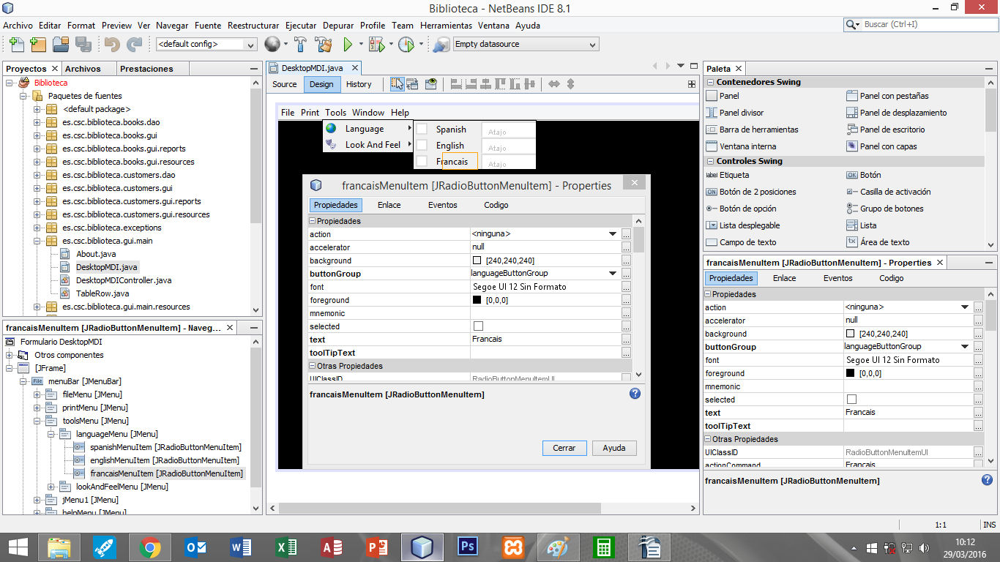 Biblioteca - NetBeans IDE 8.1
Archivo Editar Format Preview Ver Navegar Fuente Reestructurar Ejecutar Depurar Profile Team Herramientas Ventana Ayuda
Buscar (Ctrl+I)
<default config>
Empty datasource
Proyectos Archivos Prestaciones
Biblioteca
Paquetes de fuentes
<default package>
es.csc.biblioteca.books.dao
es.csc.biblioteca.books.gui
es.csc.biblioteca.books.gui.reports
es.csc.biblioteca.books.gui.resources
es.csc.biblioteca.customers.dao
es.csc.biblioteca.customers.gui
es.csc.biblioteca.customers.gui.reports
es.csc.biblioteca.customers.gui.resources
es.csc.biblioteca.exceptions
es.csc.biblioteca.gui.main
About.java
DesktopMDI.java
DesktopMDIController.java
TableRow.java
es.csc.biblioteca.gui.main.resources
francaisMenuItem [JRadioButtonMenuItem] - Naveg...
Formulario DesktopMDI
Otros componentes
[JFrame]
File
menuBar [JMenuBar]
fileMenu [JMenu]
printMenu [JMenu]
toolsMenu [JMenu]
languageMenu [JMenu]
spanishMenuItem [JRadioButtonMenuItem]
englishMenuItem [JRadioButtonMenuItem]
francaisMenuItem [JRadioButtonMenuItem]
lookAndFeelMenu [JMenu]
jMenu1 [JMenu]
helpMenu [JMenu]
DesktopMDI.java
Source Design History
File Print Tools Window Help
Language
Look And Feel
Spanish Atajo
English Atajo
Francais Atajo
francaisMenuItem [JRadioButtonMenuItem] - Properties
Propiedades Enlace Eventos Codigo
Propiedades
action <ninguna> ...
accelerator null ...
background [240,240,240] ...
buttonGroup languageButtonGroup ...
font Segoe UI 12 Sin Formato ...
foreground [0,0,0] ...
mnemonic ...
selected ...
text Francais ...
toolTipText ...
Otras Propiedades
UIClassID RadioButtonMenuItemUI
francaisMenuItem [JRadioButtonMenuItem]
?
Cerrar Ayuda
Paleta
Contenedores Swing
Panel Panel con pestañas
Panel divisor Panel de desplazamiento
Barra de herramientas Panel de escritorio
Ventana interna Panel con capas
Controles Swing
label Etiqueta OK Botón
ON Botón de 2 posiciones Casilla de activación
Botón de opción Grupo de botones
Lista desplegable Lista
Campo de texto tx Área de texto
francaisMenuItem [JRadioButtonMenuItem] - Properties
Propiedades Enlace Eventos Codigo
Propiedades
action <ninguna> ...
accelerator null ...
background [240,240,240] ...
buttonGroup languageButtonGroup ...
font Segoe UI 12 Sin Formato ...
foreground [0,0,0] ...
mnemonic ...
selected ...
text Francais ...
toolTipText ...
Otras Propiedades
UIClassID RadioButtonMenuItemUI ...
actionCommand Francais
francaisMenuItem [JRadioButtonMenuItem]
?
1:1 INS
Ps
10:12
29/03/2016